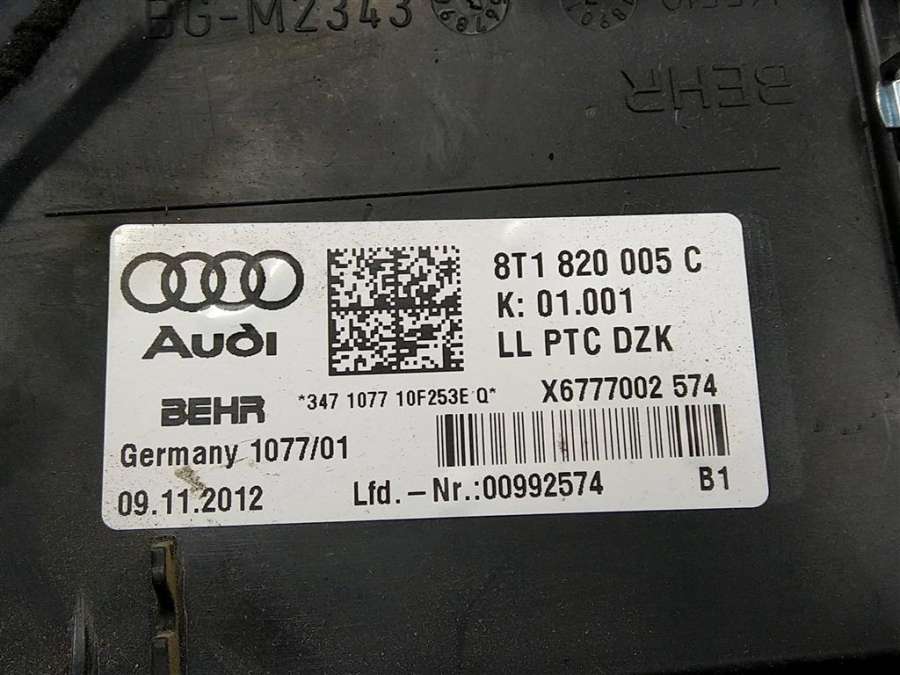 BG-M2343
BEHR
8T1 820 005 C
K: 01.001
Audi
LL PTC DZK
BEHR
*347 1077 10F253E Q*
X6777002 574
Germany 1077/01
09.11.2012
Lfd.-Nr.:00992574
B1